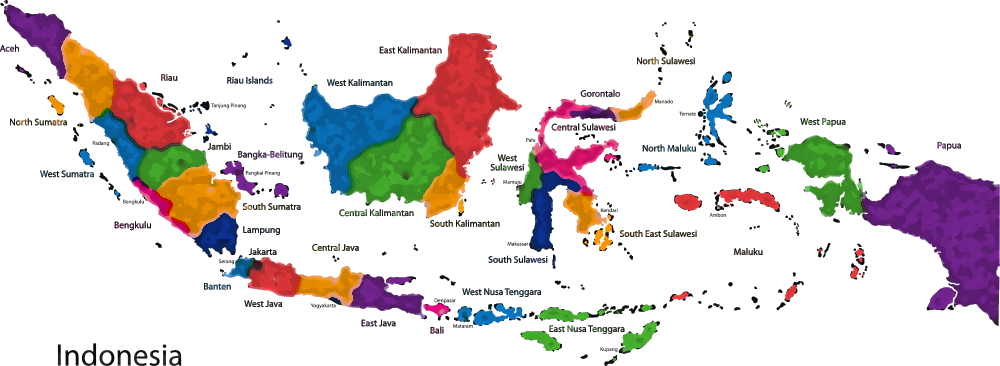 Aceh
North Sumatra
Riau
Riau Islands
Tanjung Pinang
Padang
West Sumatra
Jambi
Bangka-Belitung
Pangkal Pinang
Bengkulu
Bengkulu
South Sumatra
Lampung
Jakarta
Serang
Banten
West Java
Central Java
Yogyakarta
East Java
Denpasar
Bali
West Nusa Tenggara
Mataram
East Nusa Tenggara
Kupang
East Kalimantan
West Kalimantan
Central Kalimantan
South Kalimantan
North Sulawesi
Gorontalo
Manado
Central Sulawesi
Palu
West
Sulawesi
Mamuju
Makassar
South Sulawesi
Kendari
South East Sulawesi
Ternate
North Maluku
Ambon
Maluku
West Papua
Papua
Indonesia